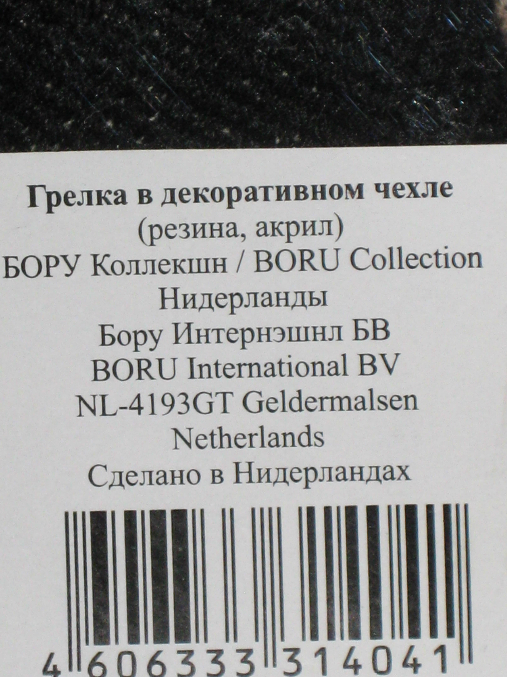 Грелка в декоративном чехле
(резина, акрил)
БОРУ Коллекшн / BORU Collection
Нидерланды
Бору Интернэшнл БВ
BORU International BV
NL-4193GT Geldermalsen
Netherlands
Сделано в Нидерландах
4 606333 314041